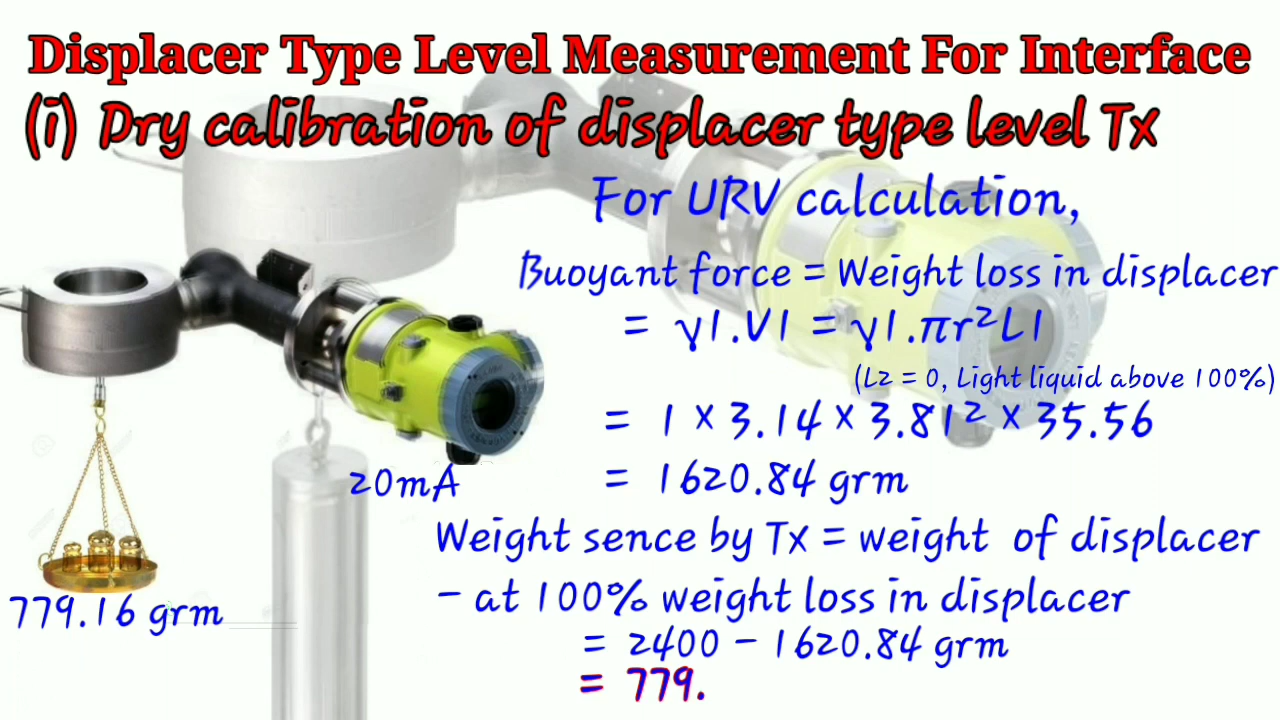 Displacer Type Level Measurement For Interface
(i) Dry calibration of displacer type level Tx
For URV calculation,
Buoyant force = Weight loss in displacer
= γ1.V1 = γ1.πr²L1
(L2 = 0, Light liquid above 100%)
= 1 × 3.14 × 3.81² × 35.56
= 1620.84 grm
20mA
Weight sence by Tx = weight of displacer
- at 100% weight loss in displacer
779.16 grm
= 2400 - 1620.84 grm
= 779.